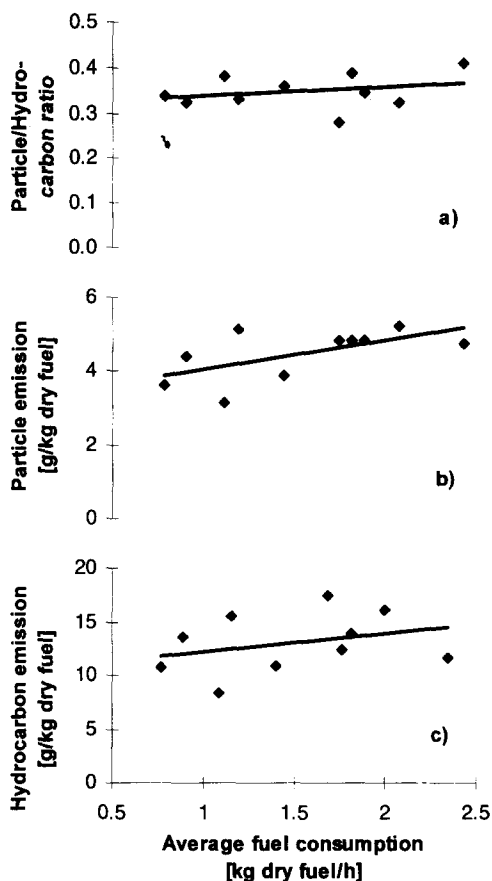 Particle/Hydro-
carbon ratio
0.5
0.4
0.3
0.2
0.1
0.0
a)
Particle emission
[g/kg dry fuel]
6
4
2
0
b)
Hydrocarbon emission
[g/kg dry fuel]
20
15
10
5
0
c)
0.5 1 1.5 2 2.5
Average fuel consumption
[kg dry fuel/h]